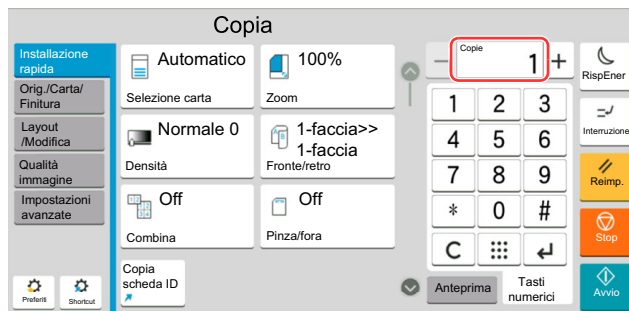 Copia
Installazione
rapida
Orig./Carta/
Finitura
Layout
/Modifica
Qualità
immagine
Impostazioni
avanzate
Preferiti
Shortcut
Automatico
Selezione carta
100%
Zoom
Normale 0
Densità
1-faccia>>
1-faccia
Fronte/retro
Off
Combina
Off
Pinza/fora
Copia
scheda ID
Copie
− 1 +
1 2 3
4 5 6
7 8 9
* 0 #
C
Anteprima
Tasti
numerici
RispEner
Interruzione
Reimp.
Stop
Avvio